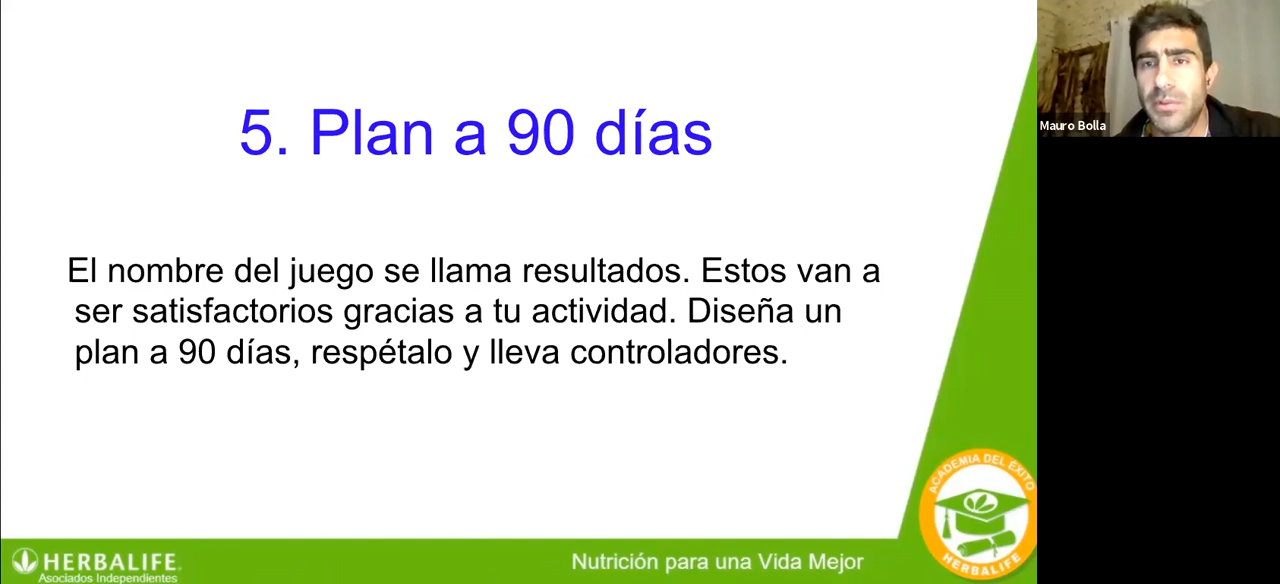 5. Plan a 90 días
El nombre del juego se llama resultados. Estos van a
ser satisfactorios gracias a tu actividad. Diseña un
plan a 90 días, respétalo y lleva controladores.
Mauro Bolla
ACADEMIA DEL ÉXITO
HERBALIFE
HERBALIFE
Asociados Independientes
Nutrición para una Vida Mejor